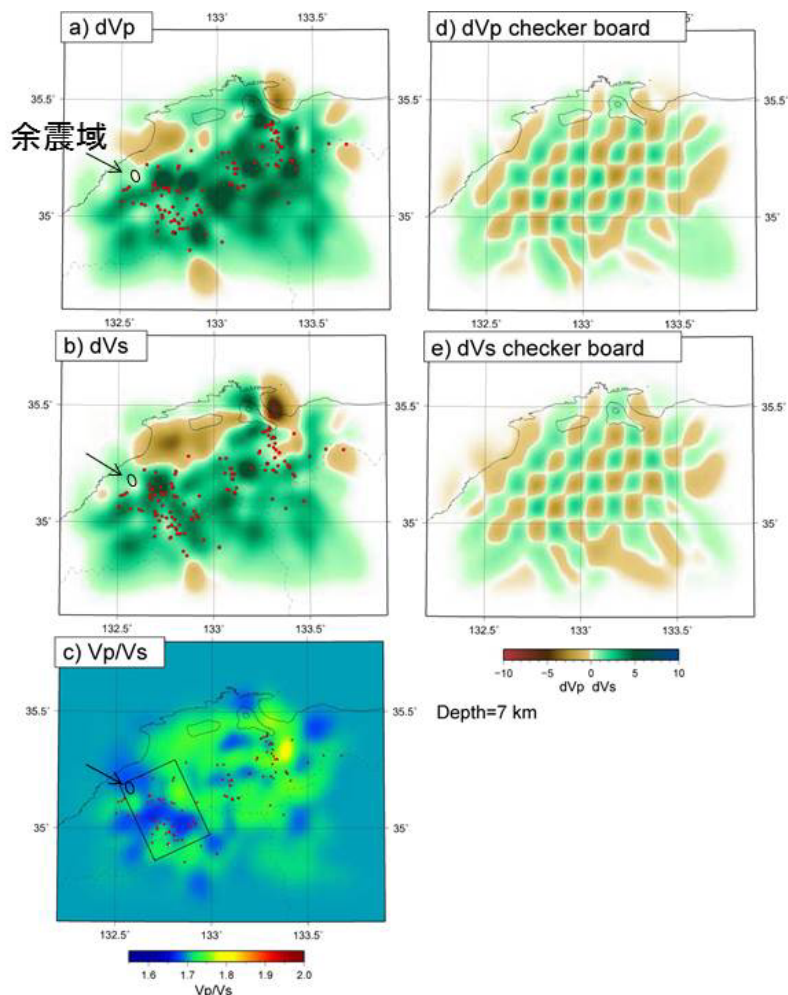 a) dVp
35.5˚
余震域
35˚
132.5˚
133˚
133.5˚
d) dVp checker board
35.5˚
35˚
132.5˚
133˚
133.5˚
b) dVs
35.5˚
35˚
132.5˚
133˚
133.5˚
e) dVs checker board
35.5˚
35˚
132.5˚
133˚
133.5˚
−10 −5 0 5 10
dVp dVs
Depth=7 km
c) Vp/Vs
35.5˚
35˚
132.5˚
133˚
133.5˚
1.6 1.7 1.8 1.9 2.0
Vp/Vs